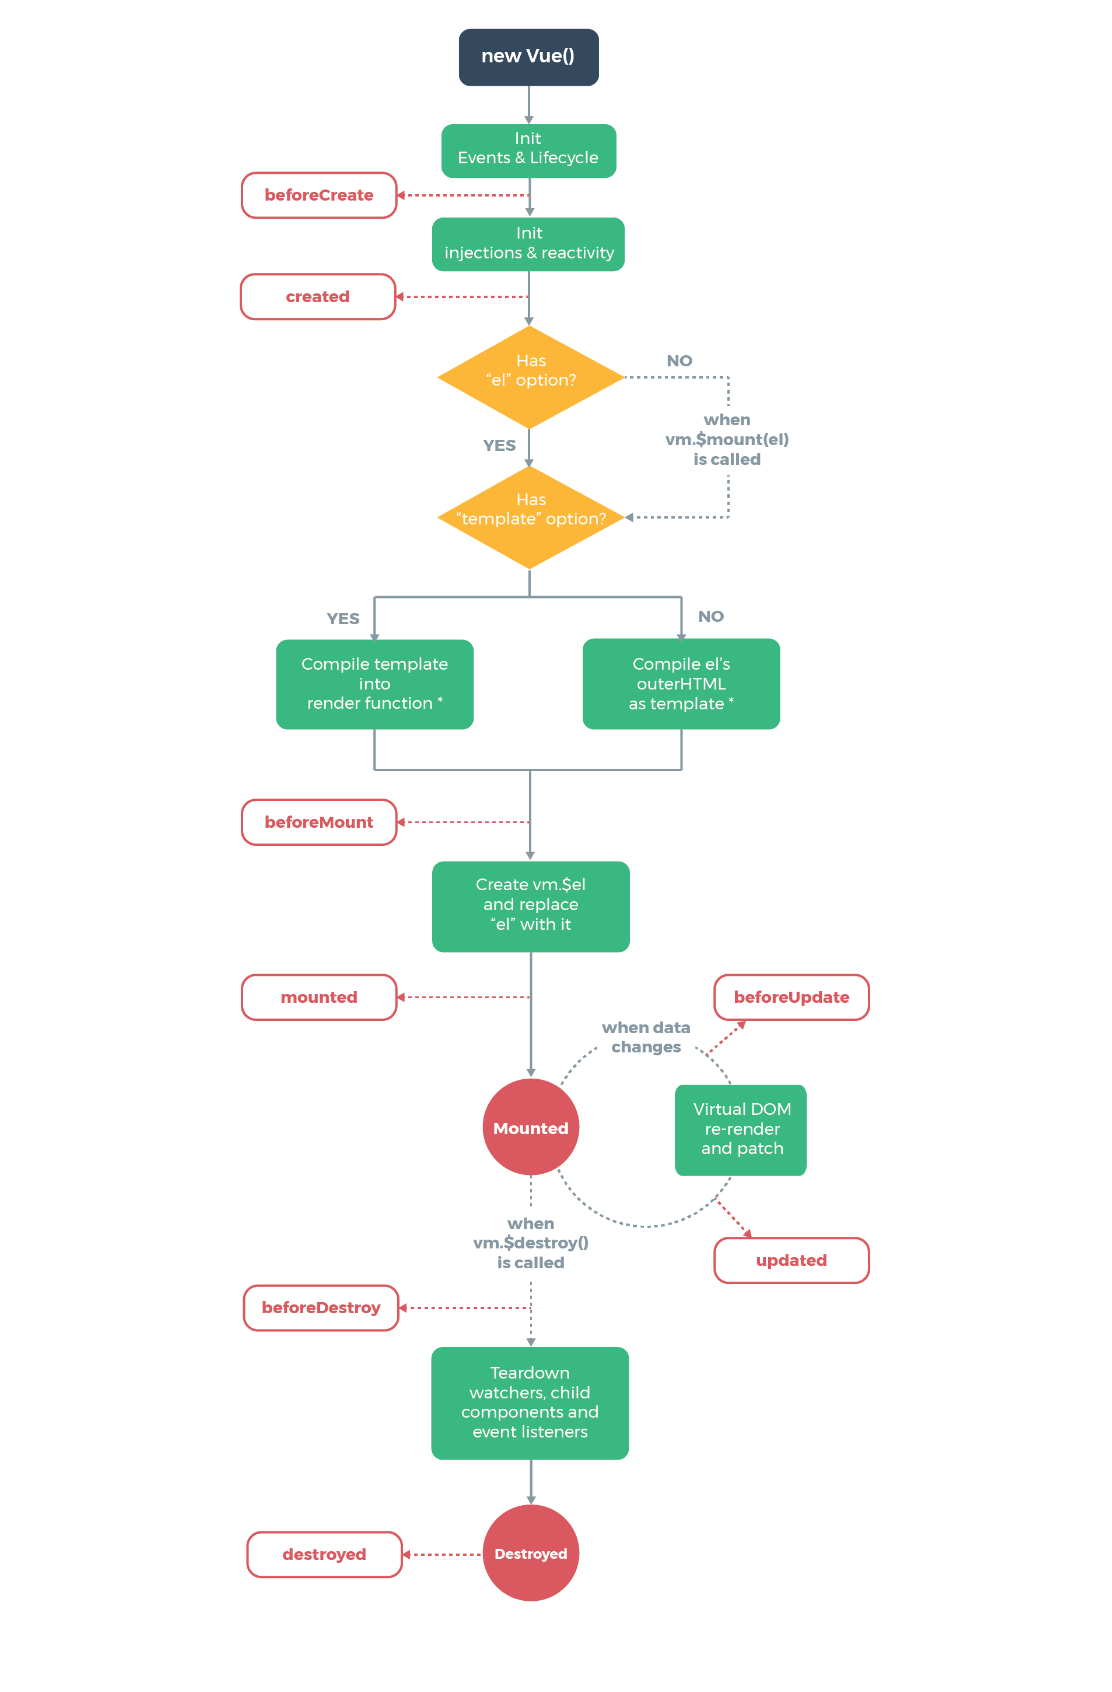 new Vue()
Init
Events & Lifecycle
beforeCreate
Init
injections & reactivity
created
Has
“el” option?
NO
when
vm.$mount(el)
is called
YES
Has
“template” option?
YES
NO
Compile template
into
render function *
Compile el’s
outerHTML
as template *
beforeMount
Create vm.$el
and replace
“el” with it
mounted
beforeUpdate
when data
changes
Mounted
Virtual DOM
re-render
and patch
when
vm.$destroy()
is called
updated
beforeDestroy
Teardown
watchers, child
components and
event listeners
destroyed
Destroyed